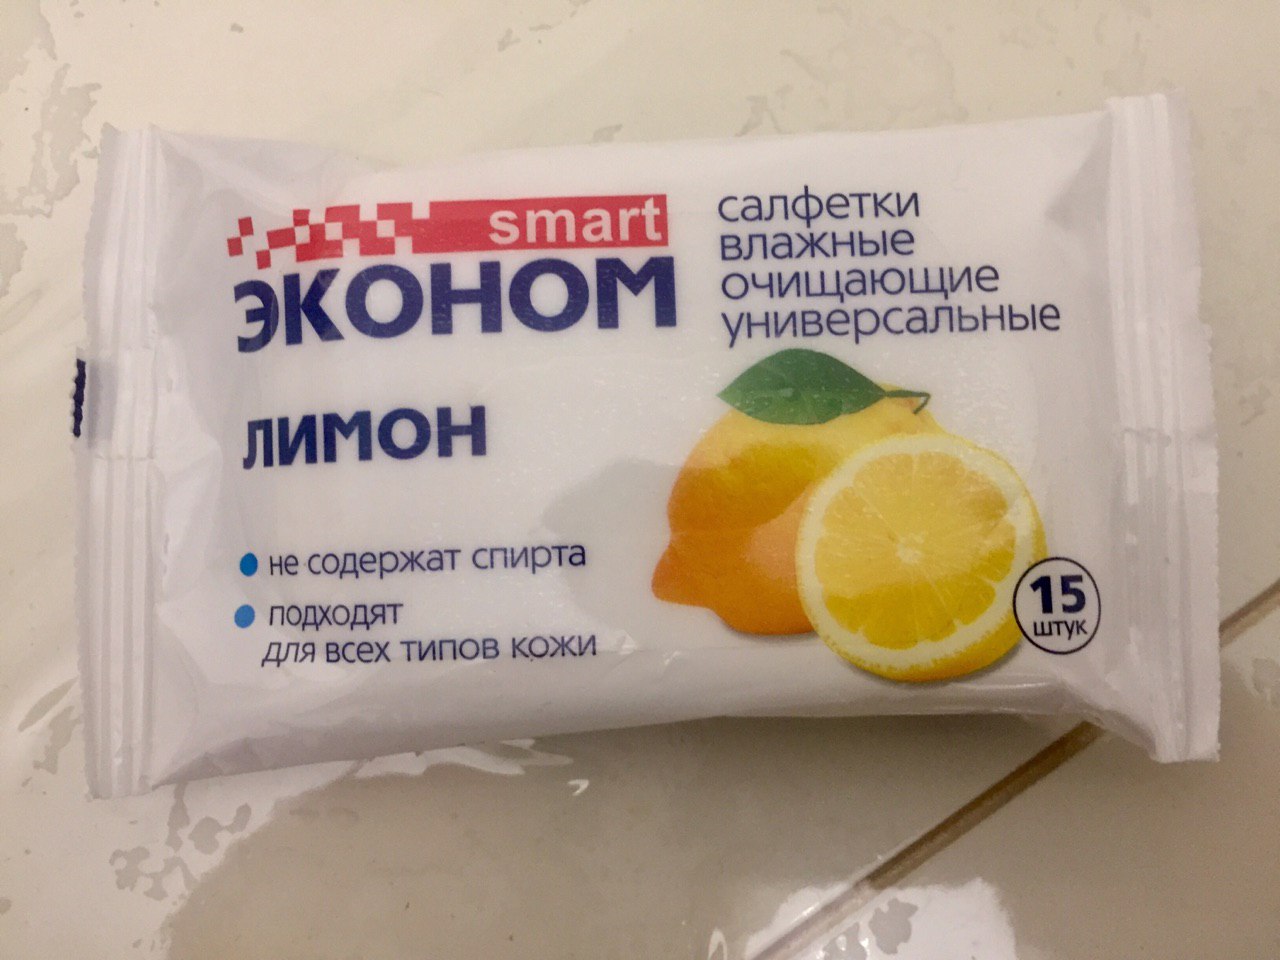 smart
ЭКОНОМ
салфетки
влажные
очищающие
универсальные
ЛИМОН
не содержат спирта
подходят
для всех типов кожи
15
штук